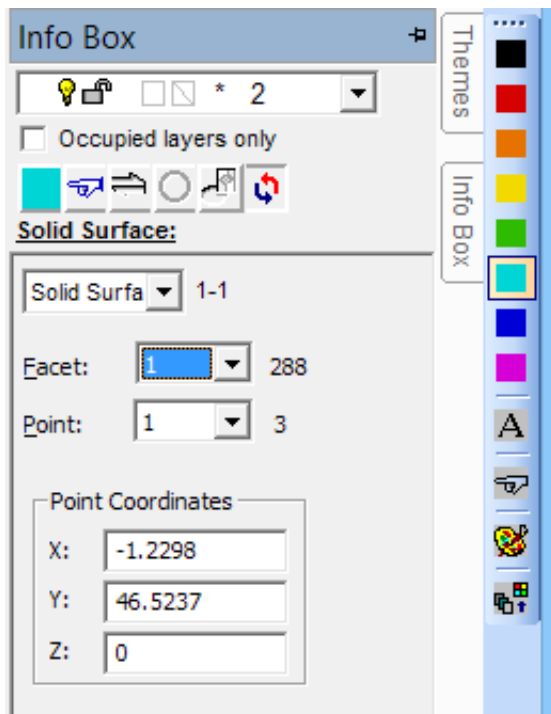 Info Box
* 2
Occupied layers only
Solid Surface:
Solid Surfa 1-1
Facet: 1 288
Point: 1 3
Point Coordinates
X: -1.2298
Y: 46.5237
Z: 0
Themes
Info Box
A